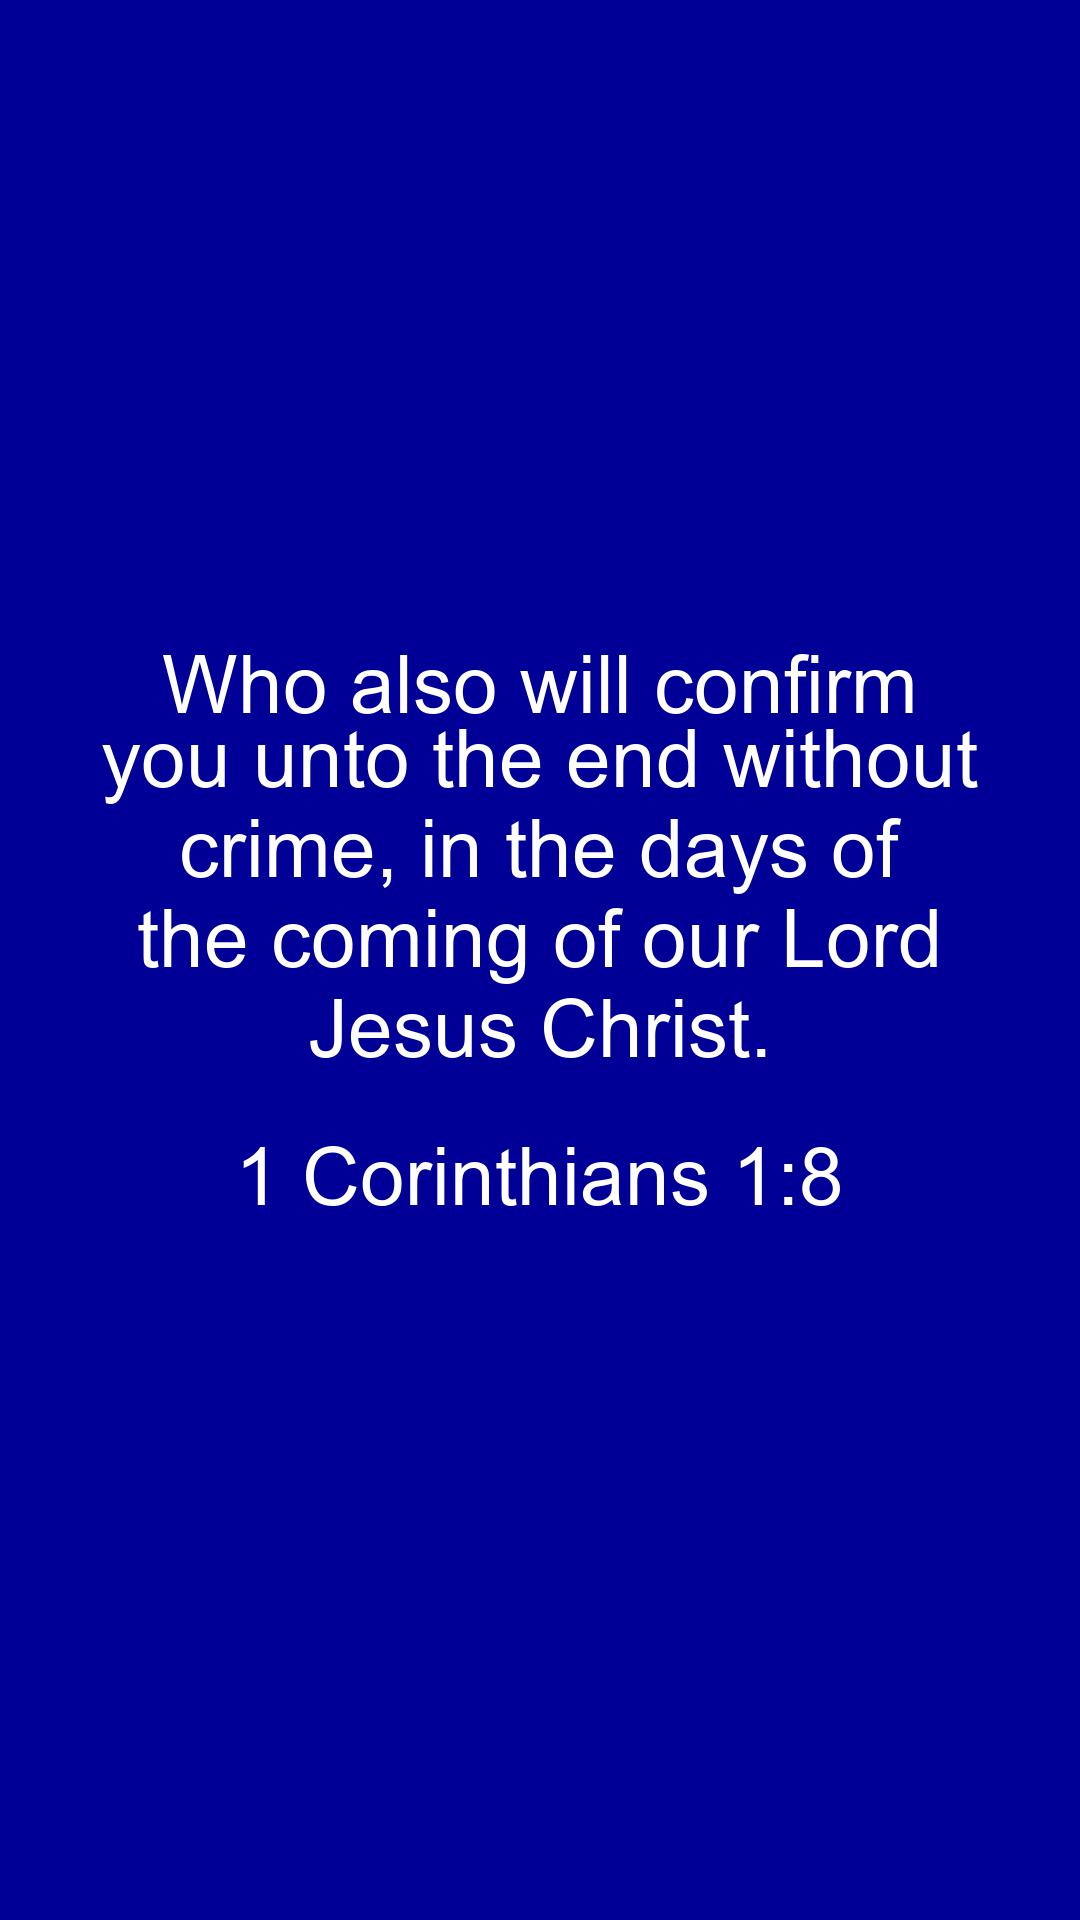 Who also will confirm
you unto the end without
crime, in the days of
the coming of our Lord
Jesus Christ.
1 Corinthians 1:8